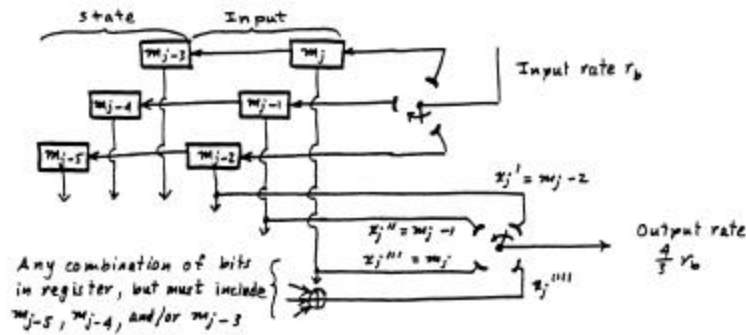 State Input
m_{j-3} m_j
Input rate r_b
m_{j-4} m_{j-1}
m_{j-5} m_{j-2}
x_j' = m_{j-2}
x_j'' = m_{j-1}
x_j''' = m_j
Output rate
4/3 r_b
x_j''''
Any combination of bits
in register, but must include
m_{j-5}, m_{j-4}, and/or m_{j-3}